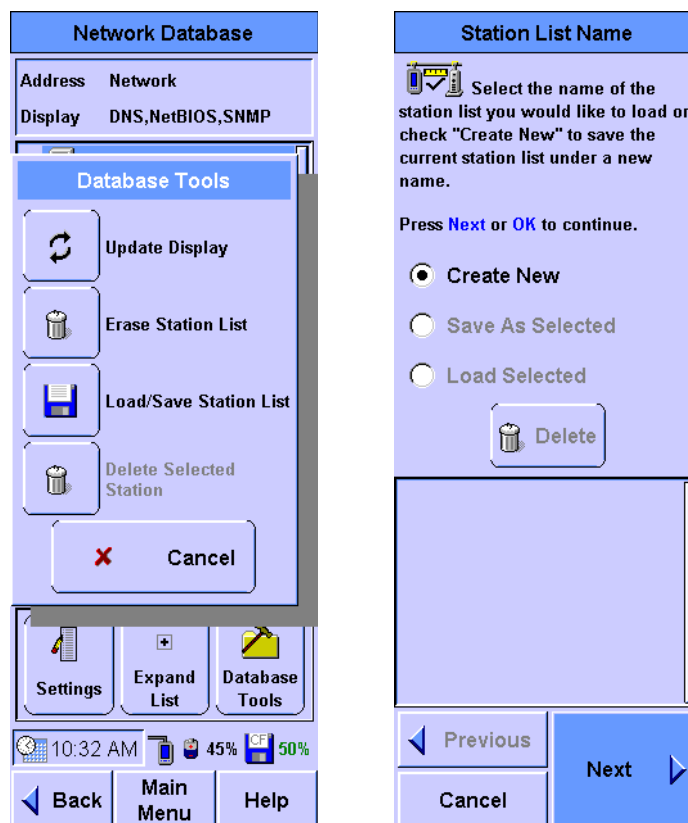 Network Database
Address Network
Display DNS,NetBIOS,SNMP
Database Tools
Update Display
Erase Station List
Load/Save Station List
Delete Selected
Station
Cancel
Settings
Expand
List
Database
Tools
10:32 AM 45% CF 50%
Back
Main
Menu
Help
Station List Name
Select the name of the
station list you would like to load or
check "Create New" to save the
current station list under a new
name.
Press Next or OK to continue.
Create New
Save As Selected
Load Selected
Delete
Previous
Next
Cancel